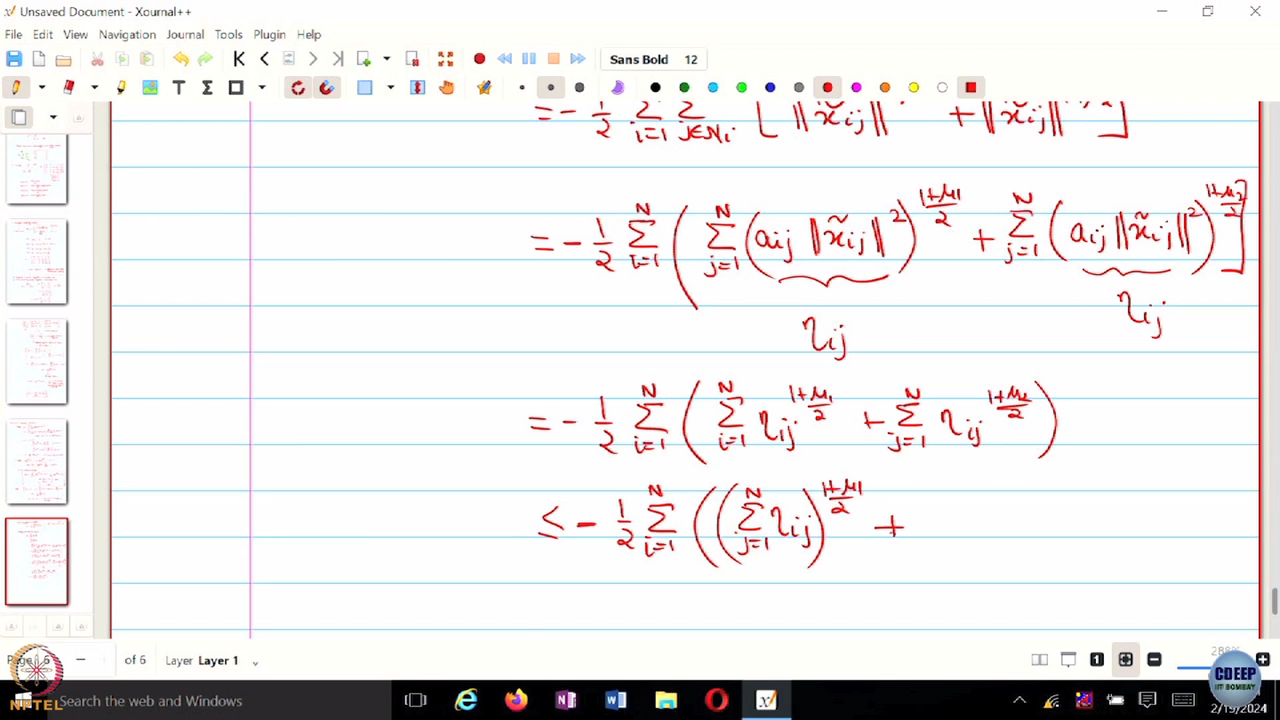 Unsaved Document - Xournal++
File Edit View Navigation Journal Tools Plugin Help
Sans Bold 12
= - 1/2 Σ_{i=1} Σ_{j∈N_i} [ ‖x̃_ij‖ + ‖x̃_ij‖ ]
= - 1/2 Σ_{i=1}^{N} ( Σ_{j=1}^{N} (a_ij ‖x̃_ij‖^2)^{(1+μ_1)/2} + Σ_{j=1}^{N} (a_ij ‖x̃_ij‖^2)^{(1+μ_2)/2} ]
η_ij η_ij
= - 1/2 Σ_{i=1}^{N} ( Σ_{i=1}^{N} η_ij^{(1+μ_1)/2} + Σ_{j=1}^{N} η_ij^{(1+μ_2)/2} )
≤ - 1/2 Σ_{i=1}^{N} ( ( Σ_{j=1}^{N} η_ij )^{(1+μ_1)/2} +
of 6 Layer Layer 1
288%
NPTEL
Search the web and Windows
CDEEP
IIT BOMBAY
2/19/2024